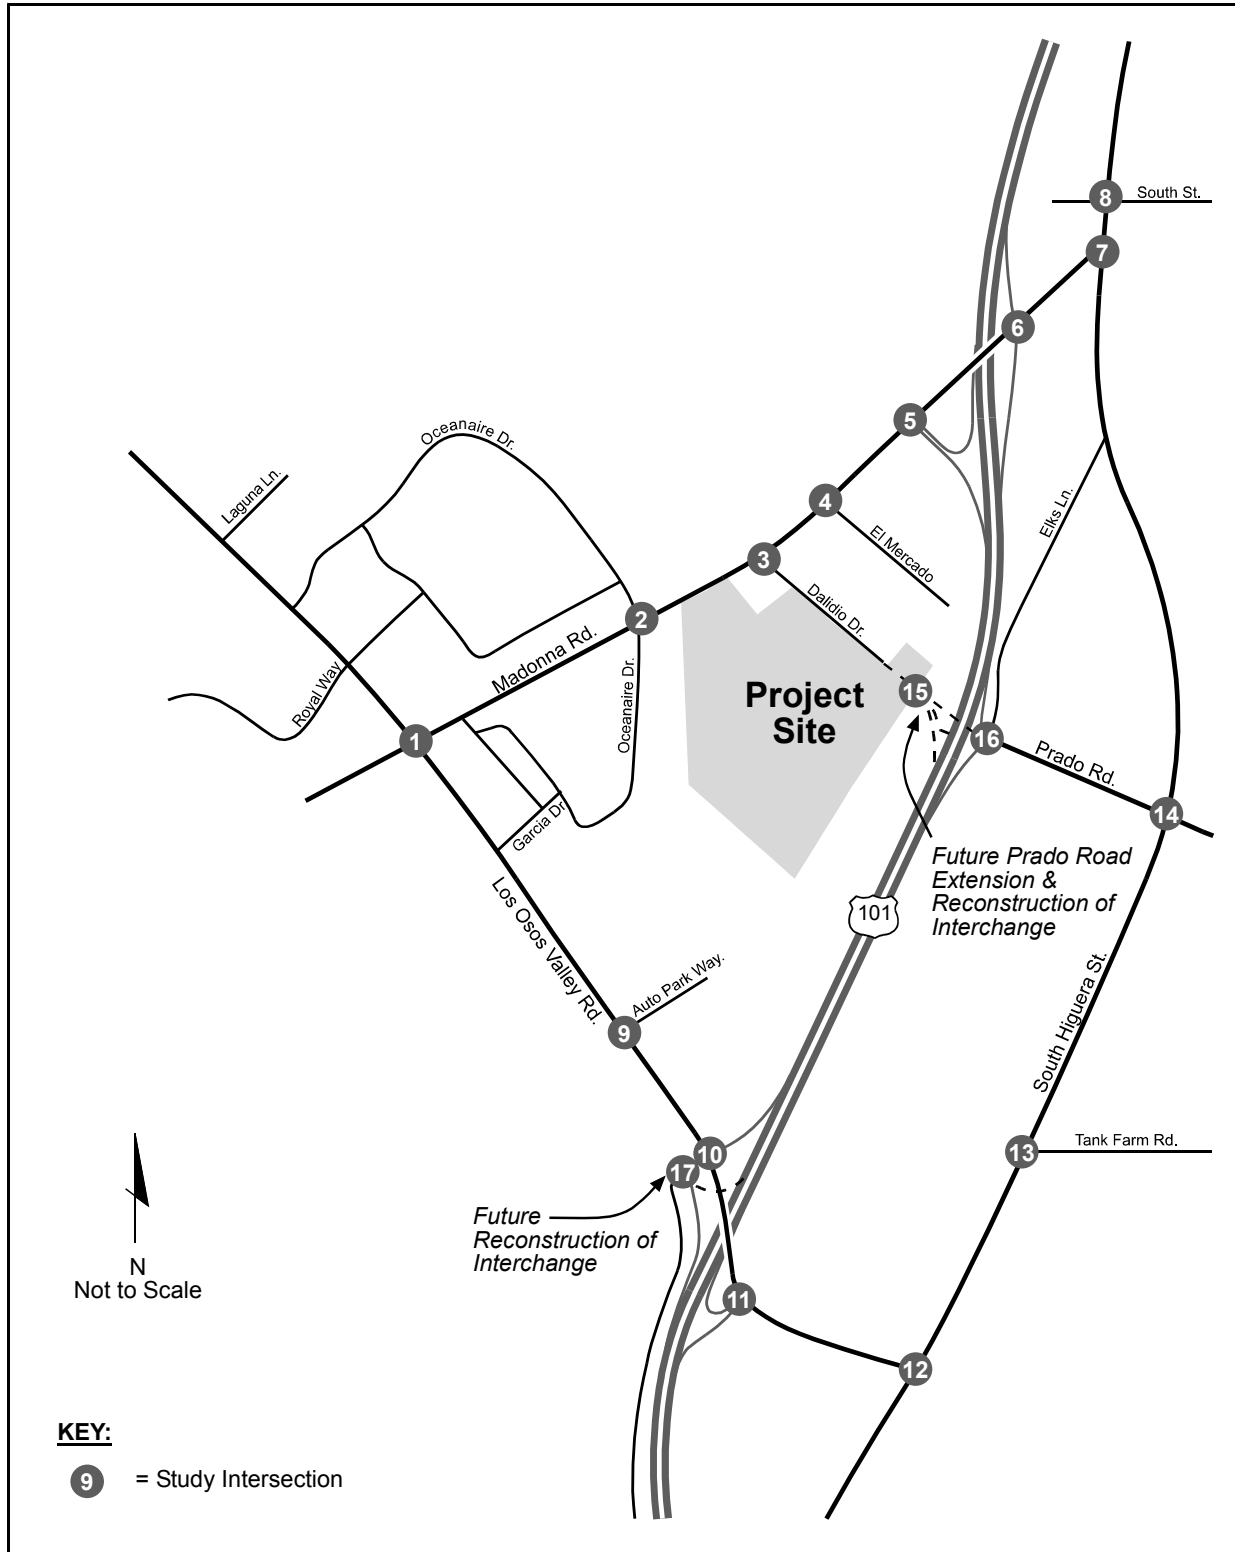 8
South St.
7
6
5
Oceanaire Dr.
Laguna Ln.
4
Elks Ln.
El Mercado
3
Dalidio Dr.
2
Madonna Rd.
Oceanaire Dr.
Royal Way
Project
Site
15
16
1
Prado Rd.
Garcia Dr
14
Future Prado Road
Extension &
Reconstruction of
Interchange
101
Los Osos Valley Rd.
Auto Park Way.
9
South Higuera St.
10
13
Tank Farm Rd.
17
Future
Reconstruction of
Interchange
N
Not to Scale
11
12
KEY:
9 = Study Intersection